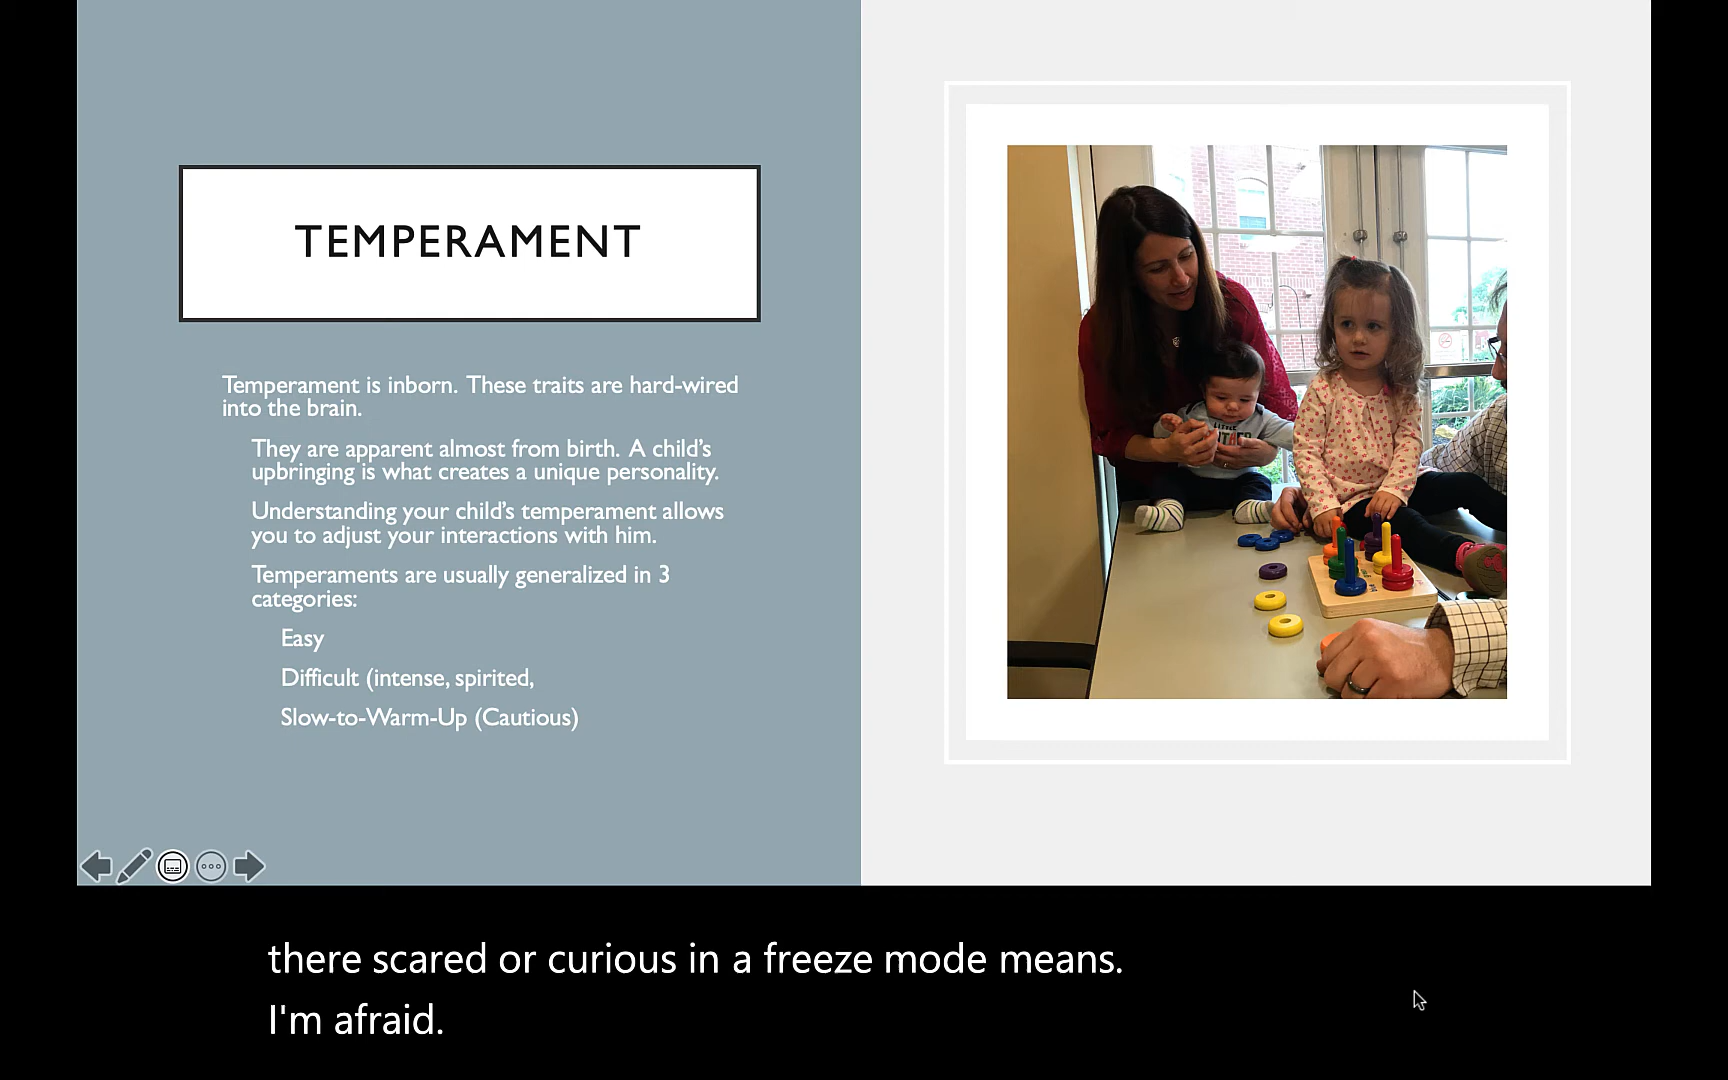 TEMPERAMENT
Temperament is inborn. These traits are hard-wired
into the brain.
They are apparent almost from birth. A child's
upbringing is what creates a unique personality.
Understanding your child's temperament allows
you to adjust your interactions with him.
Temperaments are usually generalized in 3
categories:
Easy
Difficult (intense, spirited,
Slow-to-Warm-Up (Cautious)
LITTLE
there scared or curious in a freeze mode means.
I'm afraid.